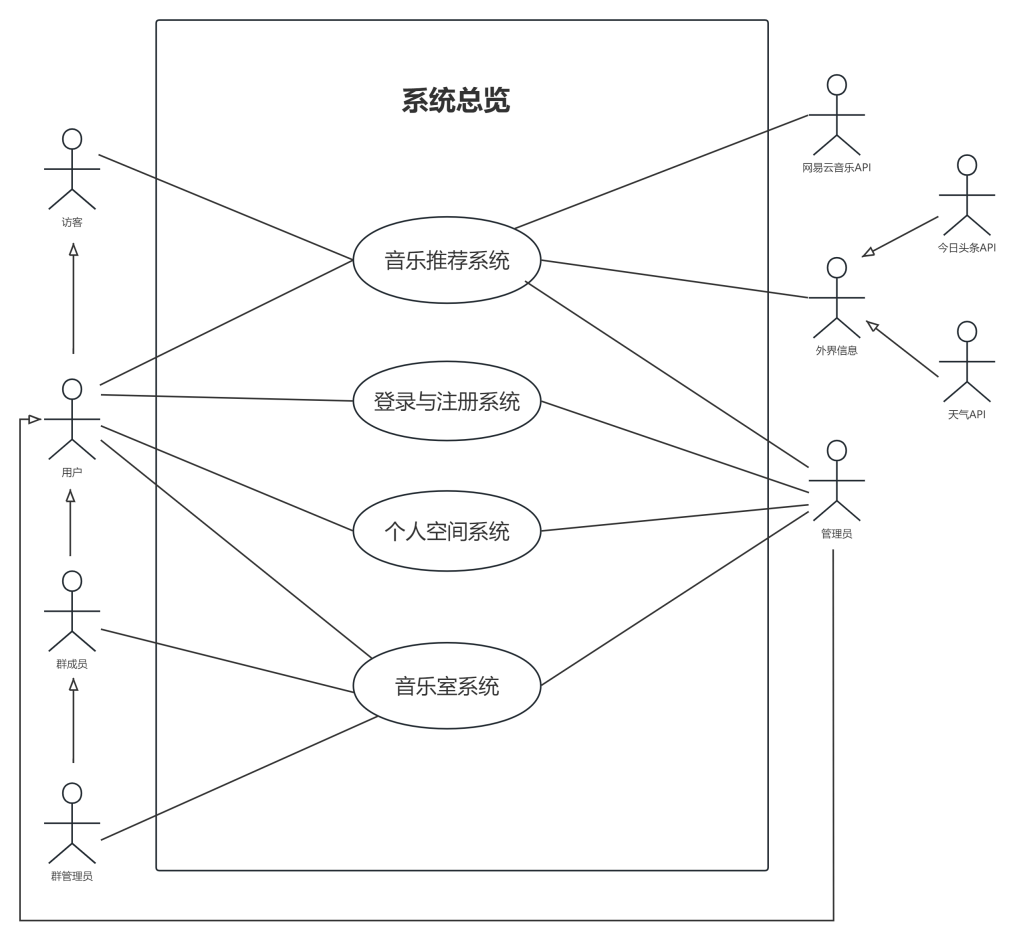 系统总览
访客
网易云音乐API
今日头条API
音乐推荐系统
外界信息
登录与注册系统
天气API
用户
个人空间系统
管理员
群成员
音乐室系统
群管理员